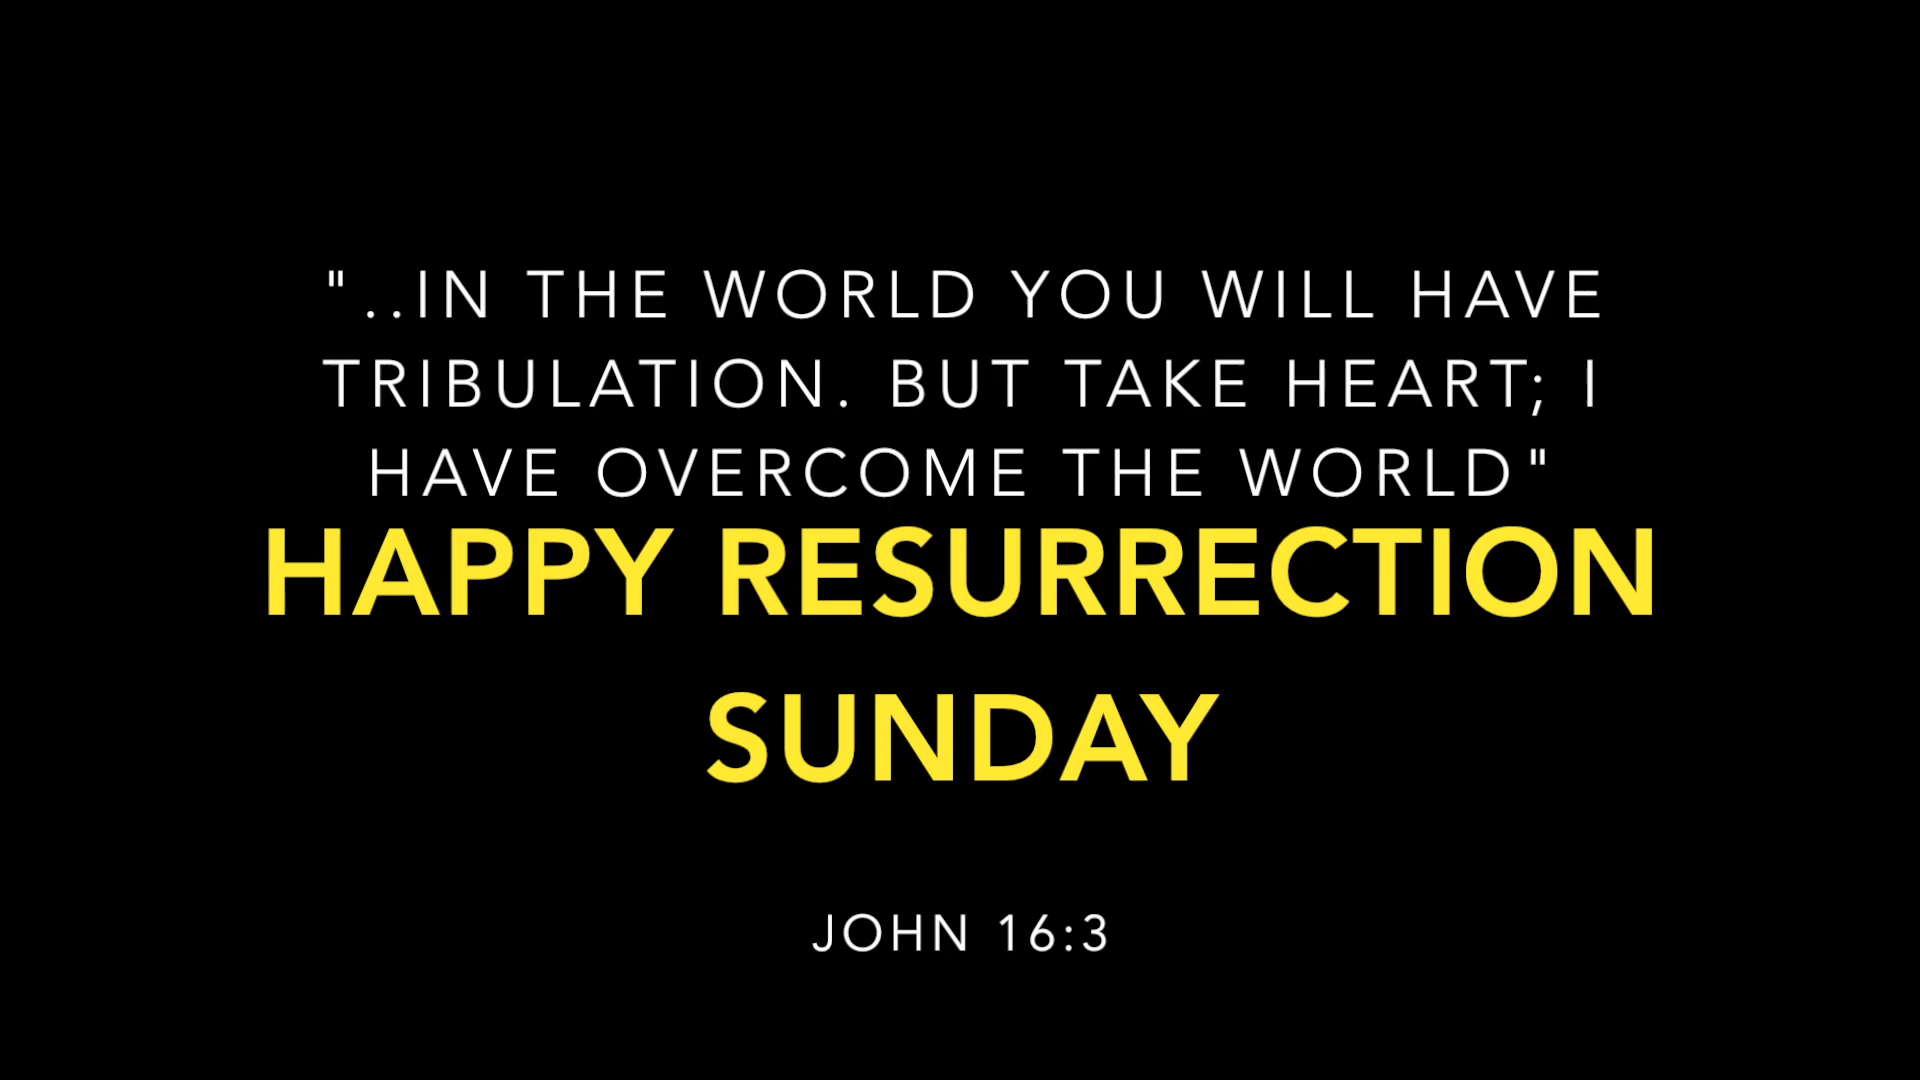 "..IN THE WORLD YOU WILL HAVE
TRIBULATION. BUT TAKE HEART; I
HAVE OVERCOME THE WORLD"
HAPPY RESURRECTION
SUNDAY
JOHN 16:3